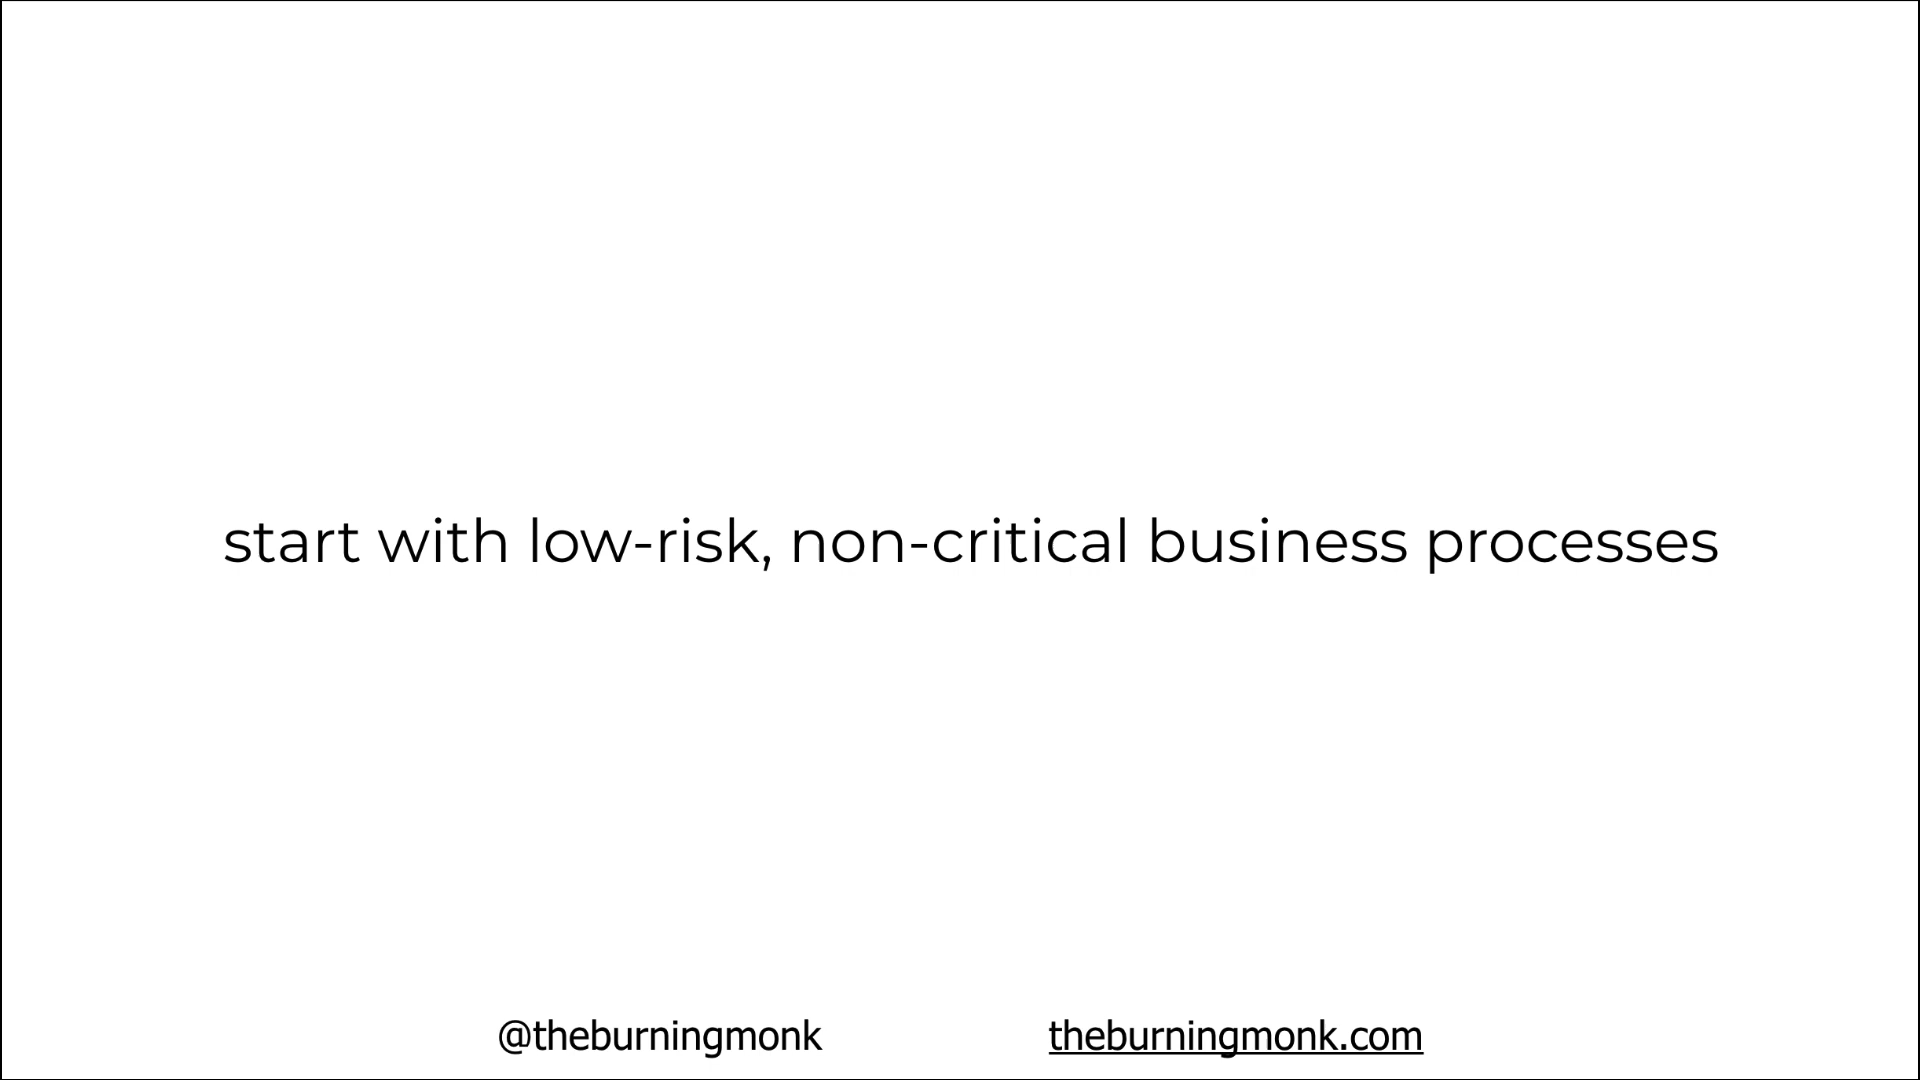 start with low-risk, non-critical business processes
@theburningmonk theburningmonk.com